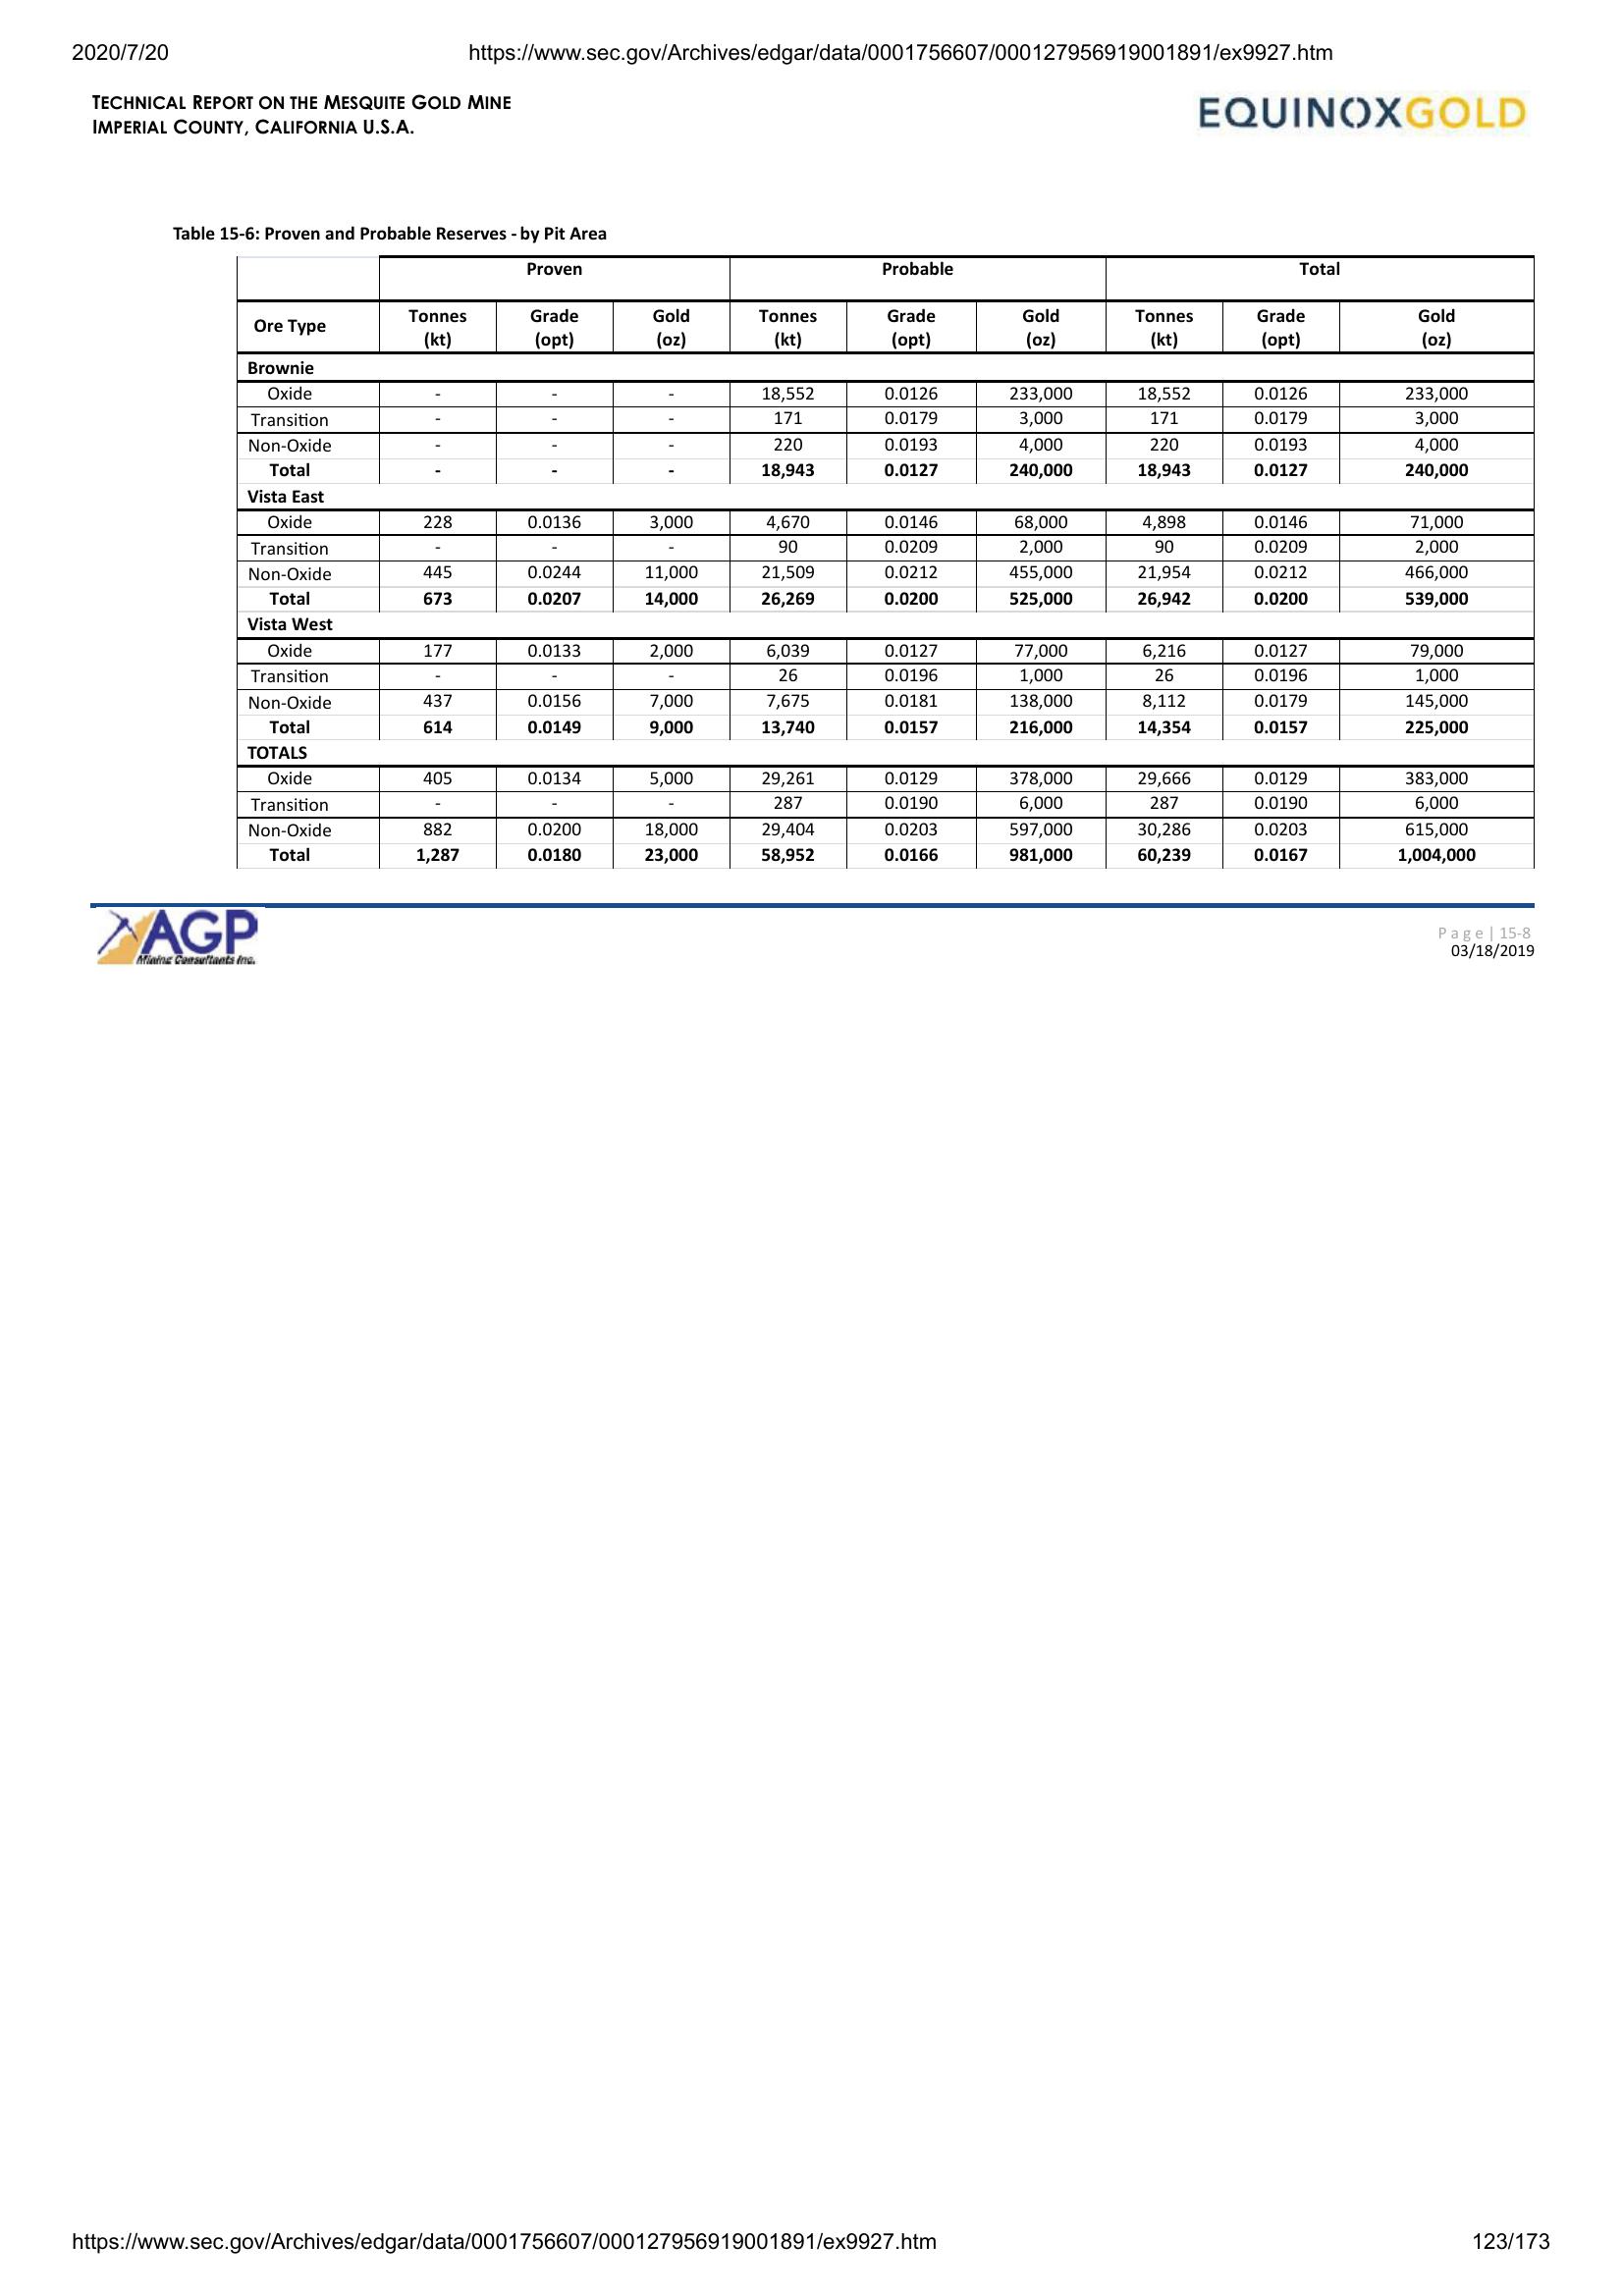 2020/7/20 https://www.sec.gov/Archives/edgar/data/0001756607/000127956919001891/ex9927.htm
TECHNICAL REPORT ON THE MESQUITE GOLD MINE
IMPERIAL COUNTY, CALIFORNIA U.S.A.
EQUINOXGOLD
Table 15-6: Proven and Probable Reserves - by Pit Area
Proven Probable Total
Ore Type Tonnes (kt) Grade (opt) Gold (oz) Tonnes (kt) Grade (opt) Gold (oz) Tonnes (kt) Grade (opt) Gold (oz)
Brownie
Oxide - - - 18,552 0.0126 233,000 18,552 0.0126 233,000
Transition - - - 171 0.0179 3,000 171 0.0179 3,000
Non-Oxide - - - 220 0.0193 4,000 220 0.0193 4,000
Total - - - 18,943 0.0127 240,000 18,943 0.0127 240,000
Vista East
Oxide 228 0.0136 3,000 4,670 0.0146 68,000 4,898 0.0146 71,000
Transition - - - 90 0.0209 2,000 90 0.0209 2,000
Non-Oxide 445 0.0244 11,000 21,509 0.0212 455,000 21,954 0.0212 466,000
Total 673 0.0207 14,000 26,269 0.0200 525,000 26,942 0.0200 539,000
Vista West
Oxide 177 0.0133 2,000 6,039 0.0127 77,000 6,216 0.0127 79,000
Transition - - - 26 0.0196 1,000 26 0.0196 1,000
Non-Oxide 437 0.0156 7,000 7,675 0.0181 138,000 8,112 0.0179 145,000
Total 614 0.0149 9,000 13,740 0.0157 216,000 14,354 0.0157 225,000
TOTALS
Oxide 405 0.0134 5,000 29,261 0.0129 378,000 29,666 0.0129 383,000
Transition - - - 287 0.0190 6,000 287 0.0190 6,000
Non-Oxide 882 0.0200 18,000 29,404 0.0203 597,000 30,286 0.0203 615,000
Total 1,287 0.0180 23,000 58,952 0.0166 981,000 60,239 0.0167 1,004,000
AGP
Mining Consultants Inc.
Page | 15-8
03/18/2019
https://www.sec.gov/Archives/edgar/data/0001756607/000127956919001891/ex9927.htm 123/173